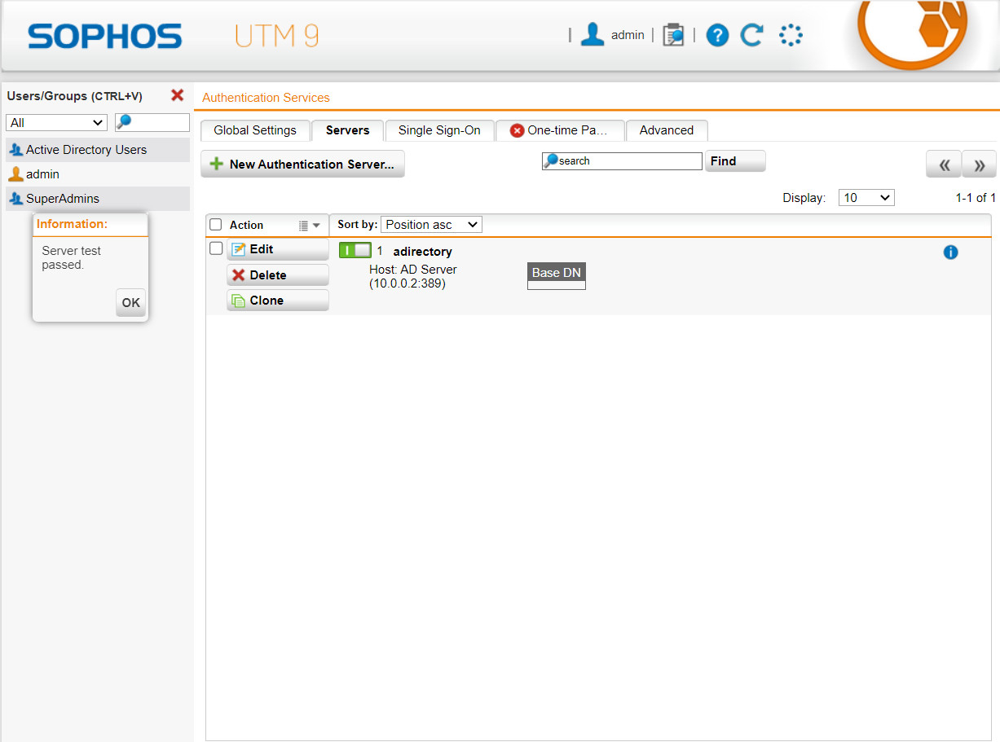 SOPHOS UTM 9
| admin | |
Users/Groups (CTRL+V)
All
Active Directory Users
admin
SuperAdmins
Information:
Server test
passed.
OK
Authentication Services
Global Settings Servers Single Sign-On One-time Pa... Advanced
New Authentication Server...
search Find « »
Display: 10 1-1 of 1
Action Sort by: Position asc
Edit
Delete
Clone
1 adirectory
Host: AD Server
(10.0.0.2:389)
Base DN